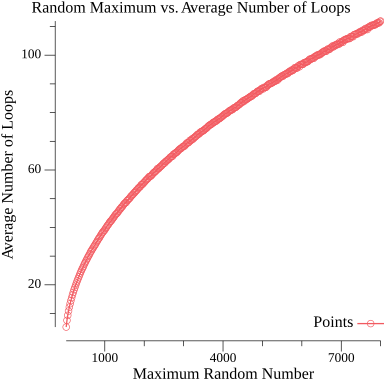 Random Maximum vs. Average Number of Loops
100
60
20
Average Number of Loops
Points
1000
4000
7000
Maximum Random Number